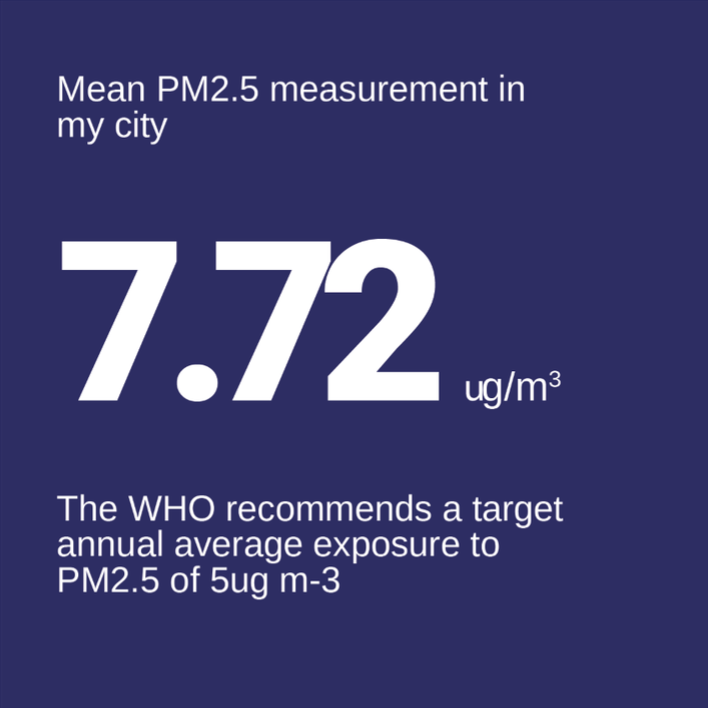 Mean PM2.5 measurement in
my city
7.72 ug/m³
The WHO recommends a target
annual average exposure to
PM2.5 of 5ug m-3